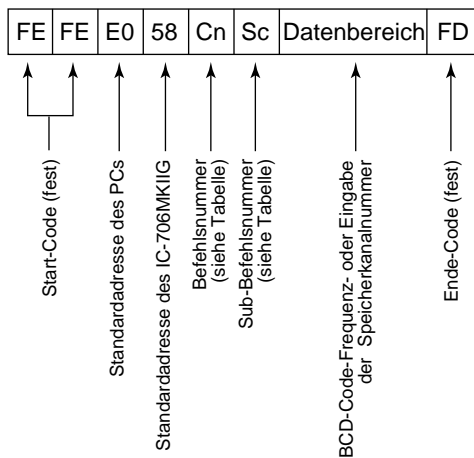 FE FE E0 58 Cn Sc Datenbereich FD
Start-Code (fest)
Standardadresse des PCs
Standardadresse des IC-706MKIIG
Befehlsnummer
(siehe Tabelle)
Sub-Befehlsnummer
(siehe Tabelle)
BCD-Code-Frequenz- oder Eingabe
der Speicherkanalnummer
Ende-Code (fest)